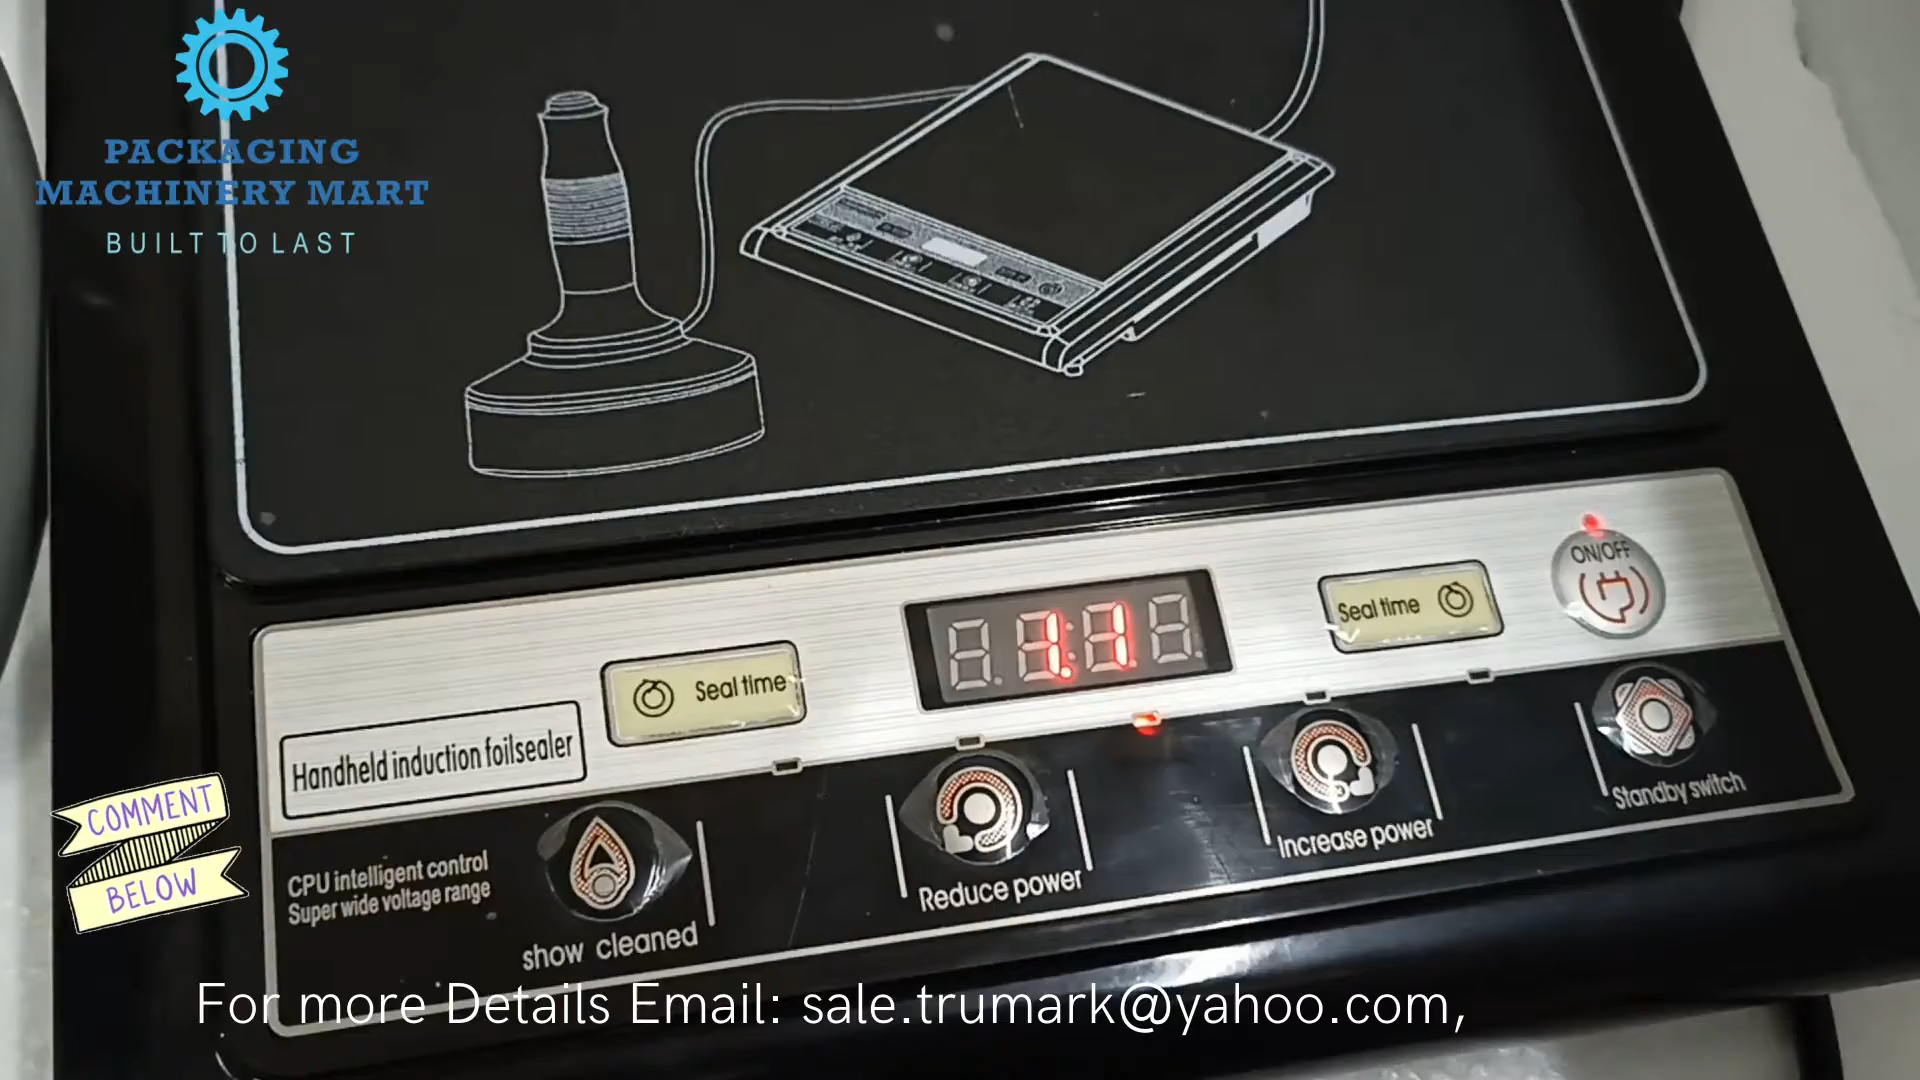 PACKAGING
MACHINERY MART
BUILT TO LAST
ON/OFF
Seal time
1.1
Seal time
Handheld induction foilsealer
Standby switch
Increase power
Reduce power
CPU intelligent control
Super wide voltage range
show cleaned
COMMENT
BELOW
For more Details Email: sale.trumark@yahoo.com,